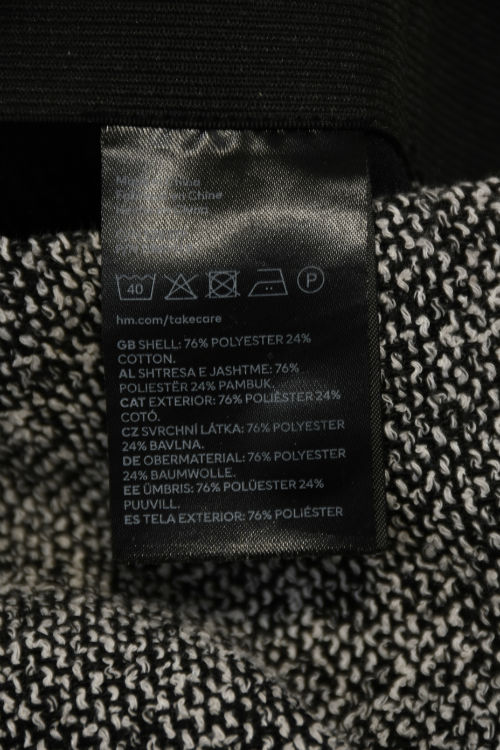 Chine
40
P
hm.com/takecare
GB SHELL: 76% POLYESTER 24%
COTTON.
AL SHTRESA E JASHTME: 76%
POLIESTËR 24% PAMBUK.
CAT EXTERIOR: 76% POLIÈSTER 24%
COTÓ.
CZ SVRCHNÍ LÁTKA: 76% POLYESTER
24% BAVLNA.
DE OBERMATERIAL: 76% POLYESTER
24% BAUMWOLLE.
EE ÜMBRIS: 76% POLÜESTER 24%
PUUVILL.
ES TELA EXTERIOR: 76% POLIÉSTER